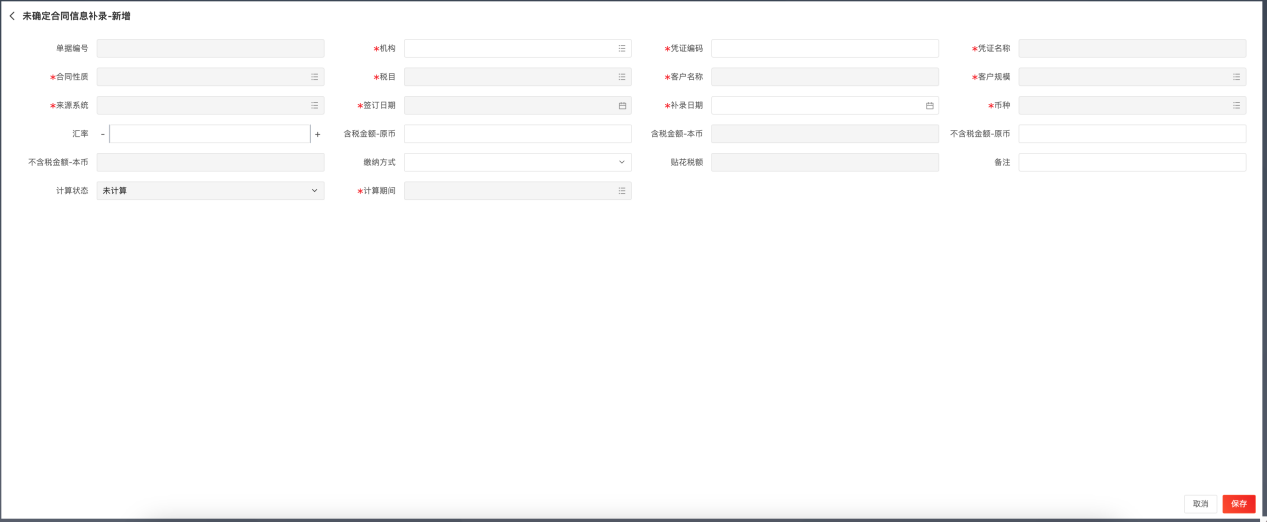 未确定合同信息补录-新增
单据编号 *机构 *凭证编码 *凭证名称
*合同性质 *税目 *客户名称 *客户规模
*来源系统 *签订日期 *补录日期 *币种
汇率 - + 含税金额-原币 含税金额-本币 不含税金额-原币
不含税金额-本币 缴纳方式 贴花税额 备注
计算状态 未计算 *计算期间
取消 保存